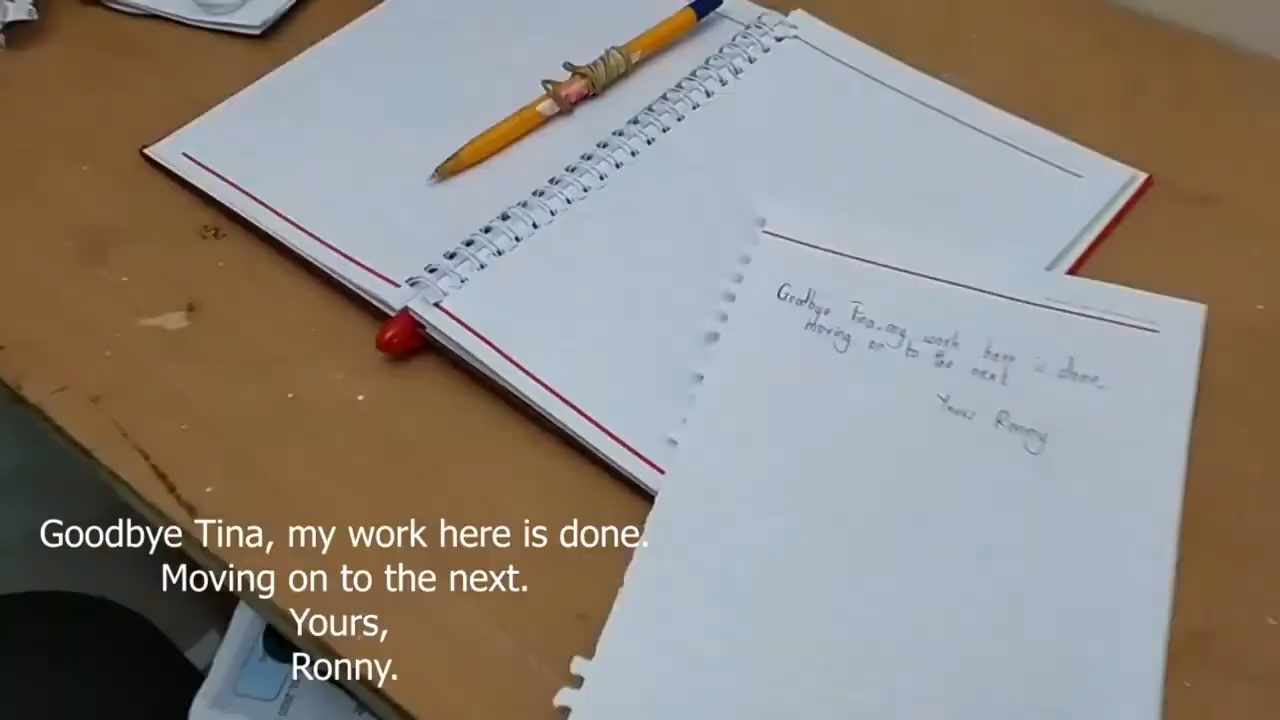 Goodbye Tina, my work here is done.
Moving on to the next
Yours Ronny
Goodbye Tina, my work here is done.
Moving on to the next.
Yours,
Ronny.